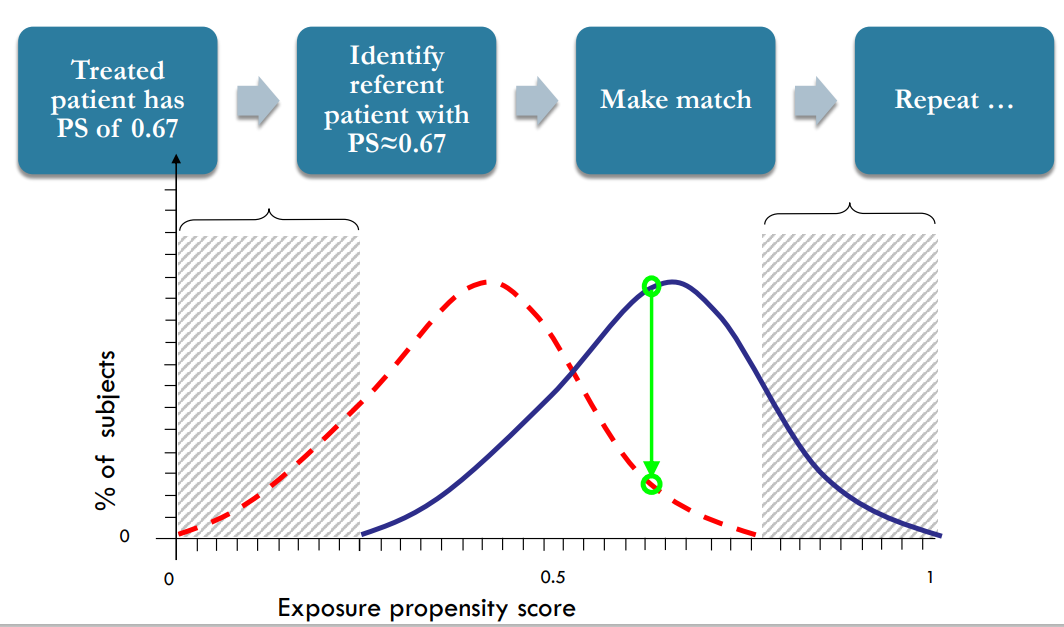 Treated
patient has
PS of 0.67
Identify
referent
patient with
PS≈0.67
Make match
Repeat …
% of subjects
0
0
0.5
1
Exposure propensity score